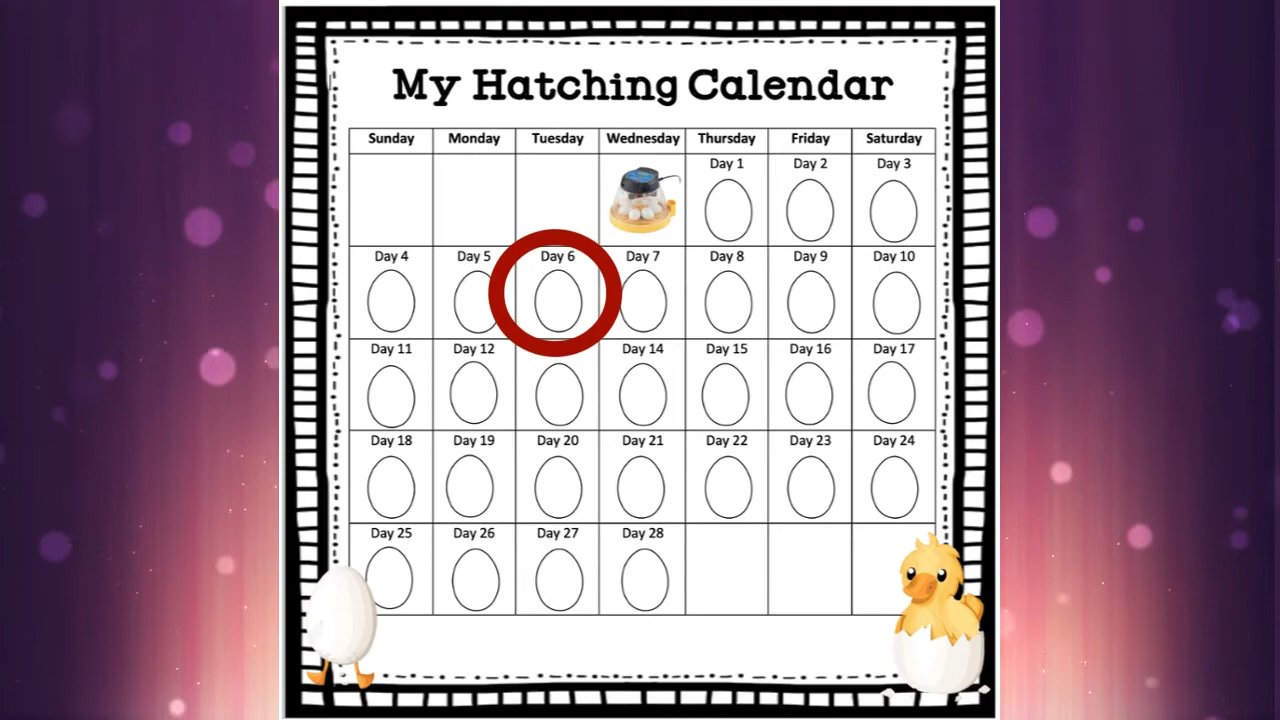 My Hatching Calendar
Sunday Monday Tuesday Wednesday Thursday Friday Saturday
Day 1 Day 2 Day 3
Day 4 Day 5 Day 6 Day 7 Day 8 Day 9 Day 10
Day 11 Day 12 Day 14 Day 15 Day 16 Day 17
Day 18 Day 19 Day 20 Day 21 Day 22 Day 23 Day 24
Day 25 Day 26 Day 27 Day 28